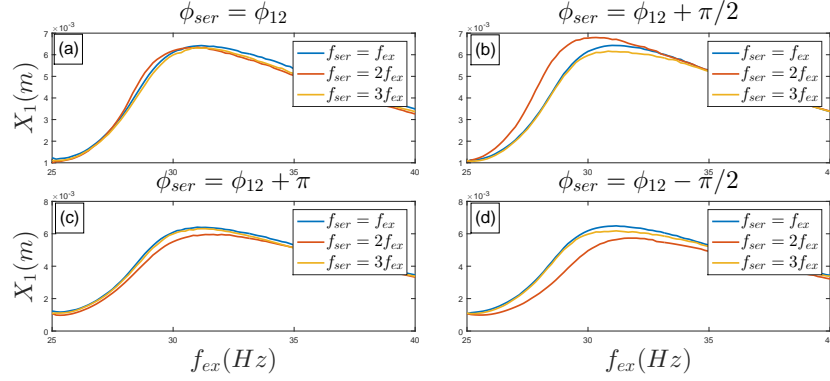 ϕ_ser = ϕ_12
ϕ_ser = ϕ_12 + π/2
×10^-3
(a)
X_1(m)
7
6
5
4
3
2
1
f_ser = f_ex
f_ser = 2f_ex
f_ser = 3f_ex
25 30 35 40
×10^-3
(b)
7
6
5
4
3
2
1
f_ser = f_ex
f_ser = 2f_ex
f_ser = 3f_ex
25 30 35 40
ϕ_ser = ϕ_12 + π
ϕ_ser = ϕ_12 − π/2
×10^-3
(c)
X_1(m)
8
6
4
2
0
f_ser = f_ex
f_ser = 2f_ex
f_ser = 3f_ex
25 30 35 40
f_ex(Hz)
×10^-3
(d)
8
6
4
2
0
f_ser = f_ex
f_ser = 2f_ex
f_ser = 3f_ex
25 30 35 40
f_ex(Hz)